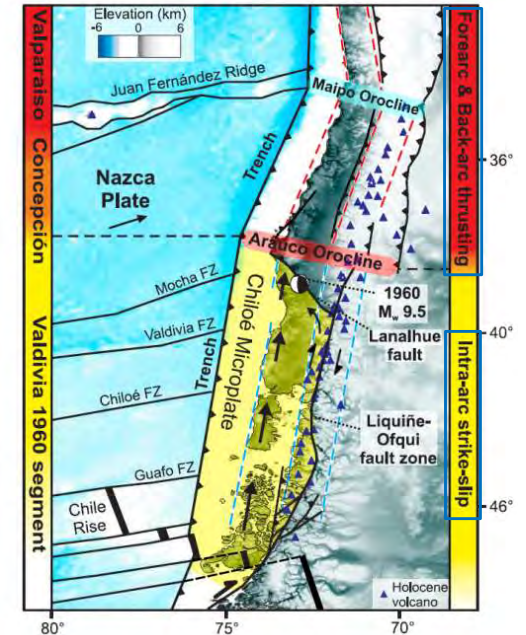 Elevation (km)
-6 0 6
Valparaiso
Concepción
Valdivia 1960 segment
Forearc & Back-arc thrusting
Intra-arc strike-slip
Juan Fernández Ridge
Maipo Orocline
Trench
36°
Nazca
Plate
Arauco Orocline
Mocha FZ
1960
Mw 9.5
Lanalhue
fault
40°
Valdivia FZ
Chiloé Microplate
Trench
Chiloé FZ
Liquiñe-
Ofqui
fault zone
Guafo FZ
46°
Chile
Rise
Holocene
volcano
80° 75° 70°